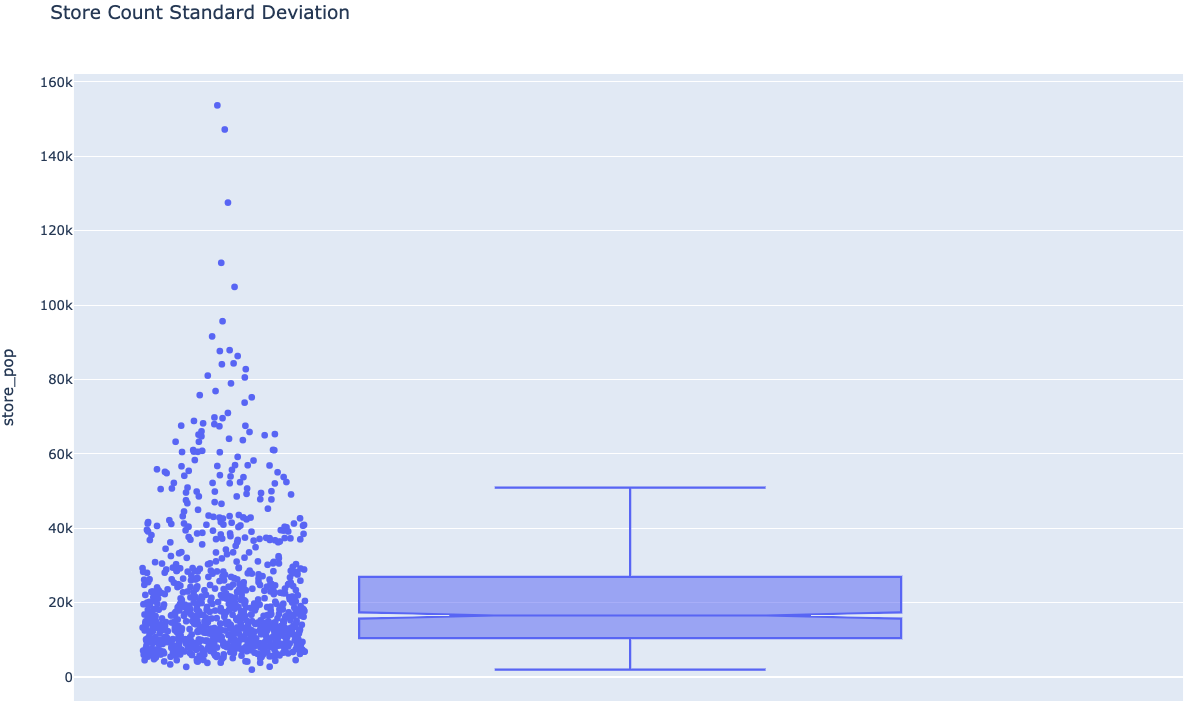 Store Count Standard Deviation
160k
140k
120k
100k
80k
60k
40k
20k
0
store_pop